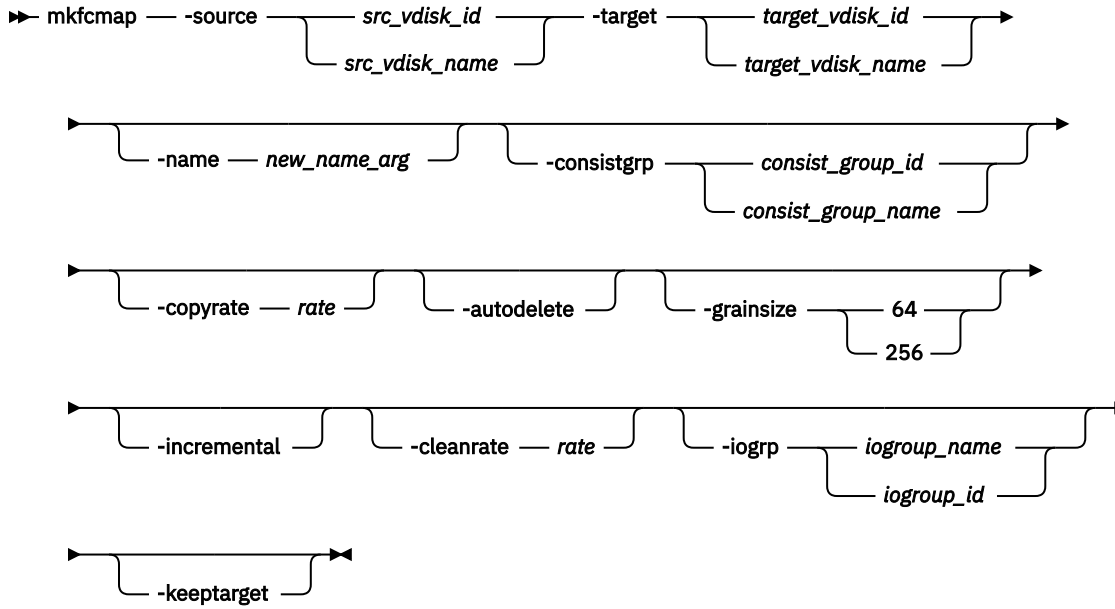 mkfcmap -source src_vdisk_id -target target_vdisk_id
src_vdisk_name target_vdisk_name
-name new_name_arg -consistgrp consist_group_id
consist_group_name
-copyrate rate -autodelete -grainsize 64
256
-incremental -cleanrate rate -iogrp iogroup_name
iogroup_id
-keeptarget